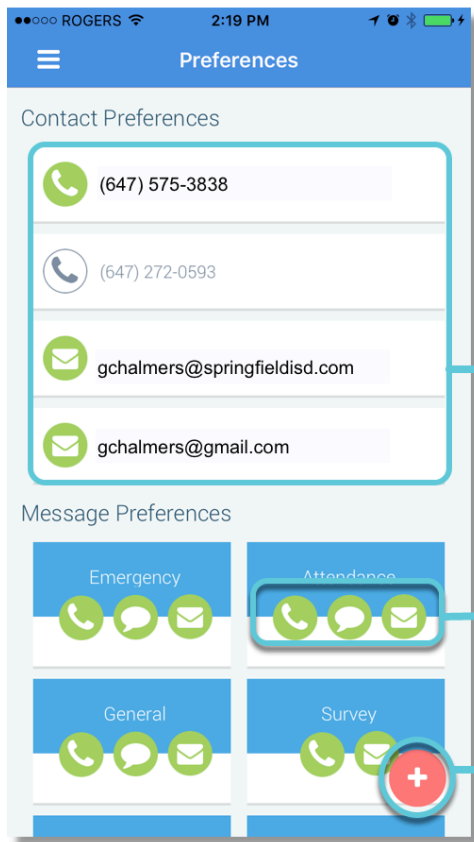 ROGERS 2:19 PM
Preferences
Contact Preferences
(647) 575-3838
(647) 272-0593
gchalmers@springfieldisd.com
gchalmers@gmail.com
Message Preferences
Emergency Attendance
General Survey
+